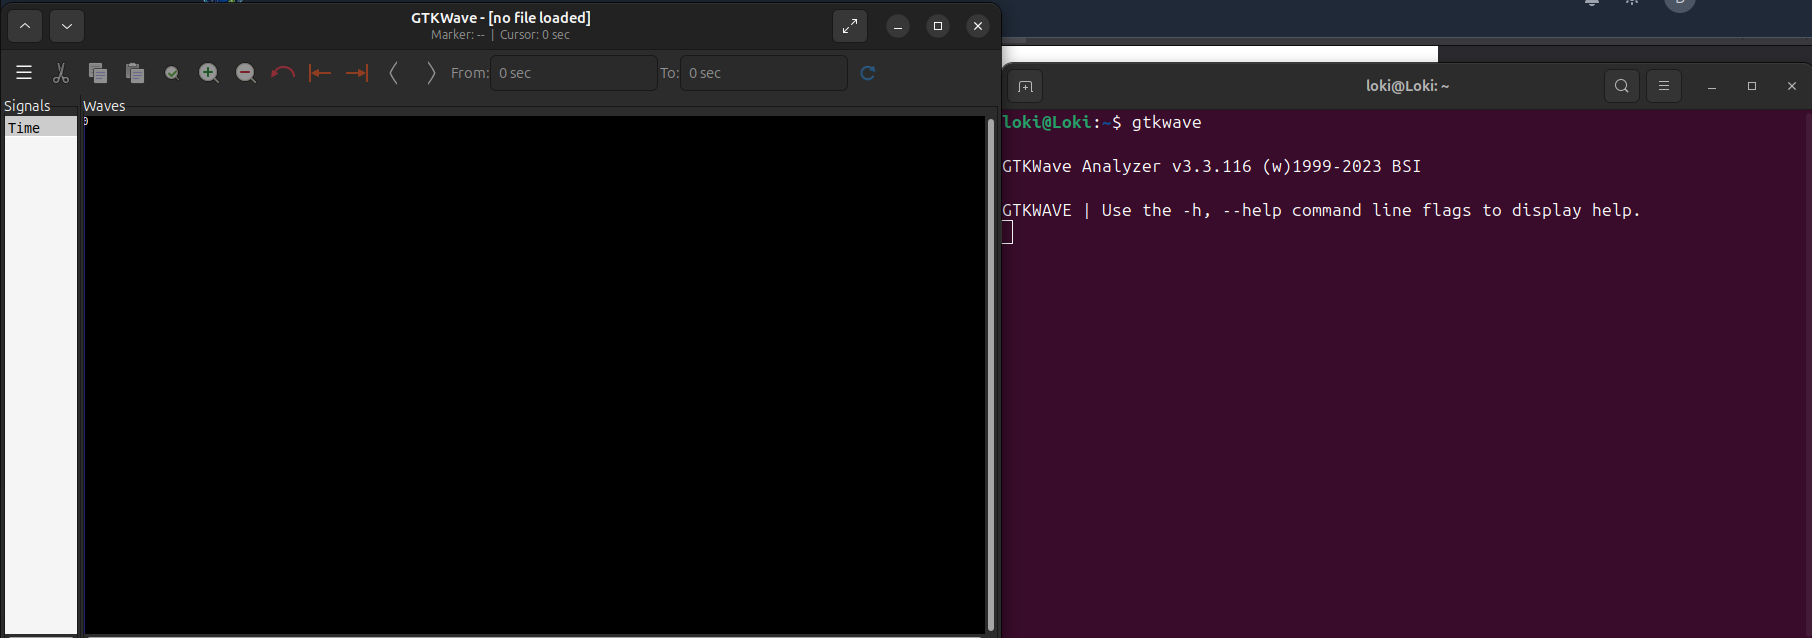 GTKWave - [no file loaded]
Marker: -- | Cursor: 0 sec
From: 0 sec To: 0 sec
Signals
Waves
Time
0
loki@Loki: ~
loki@Loki:~$ gtkwave
GTKWave Analyzer v3.3.116 (w)1999-2023 BSI
GTKWAVE | Use the -h, --help command line flags to display help.